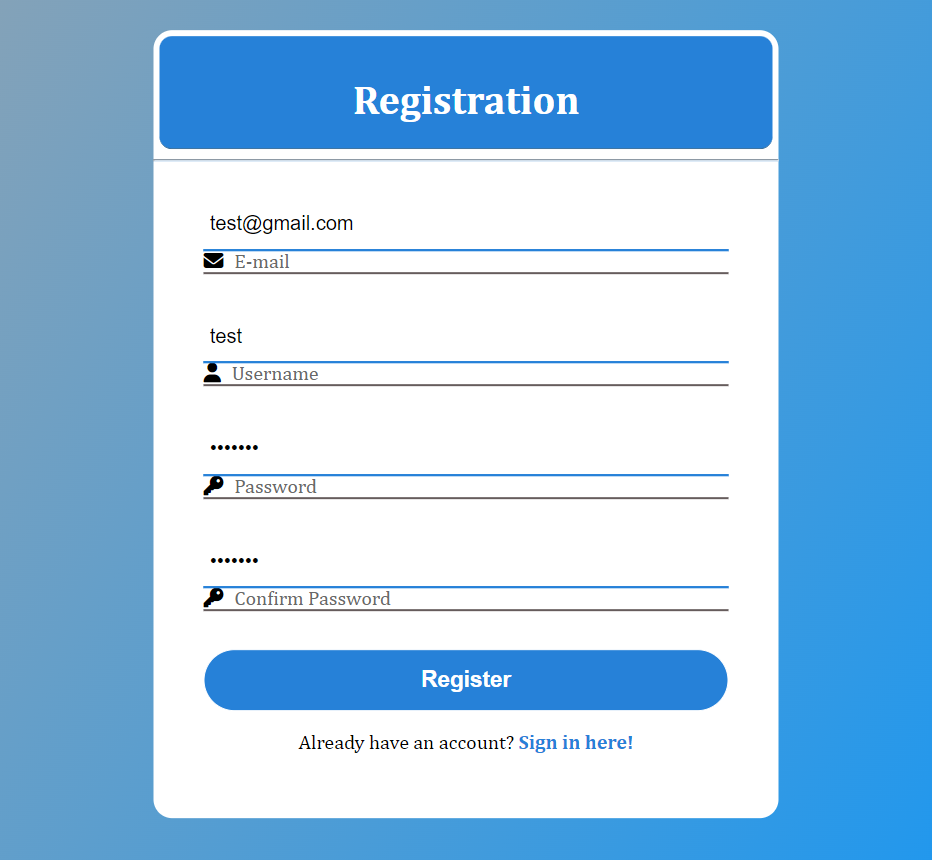 Registration
test@gmail.com
E-mail
test
Username
•••••••
Password
•••••••
Confirm Password
Register
Already have an account? Sign in here!